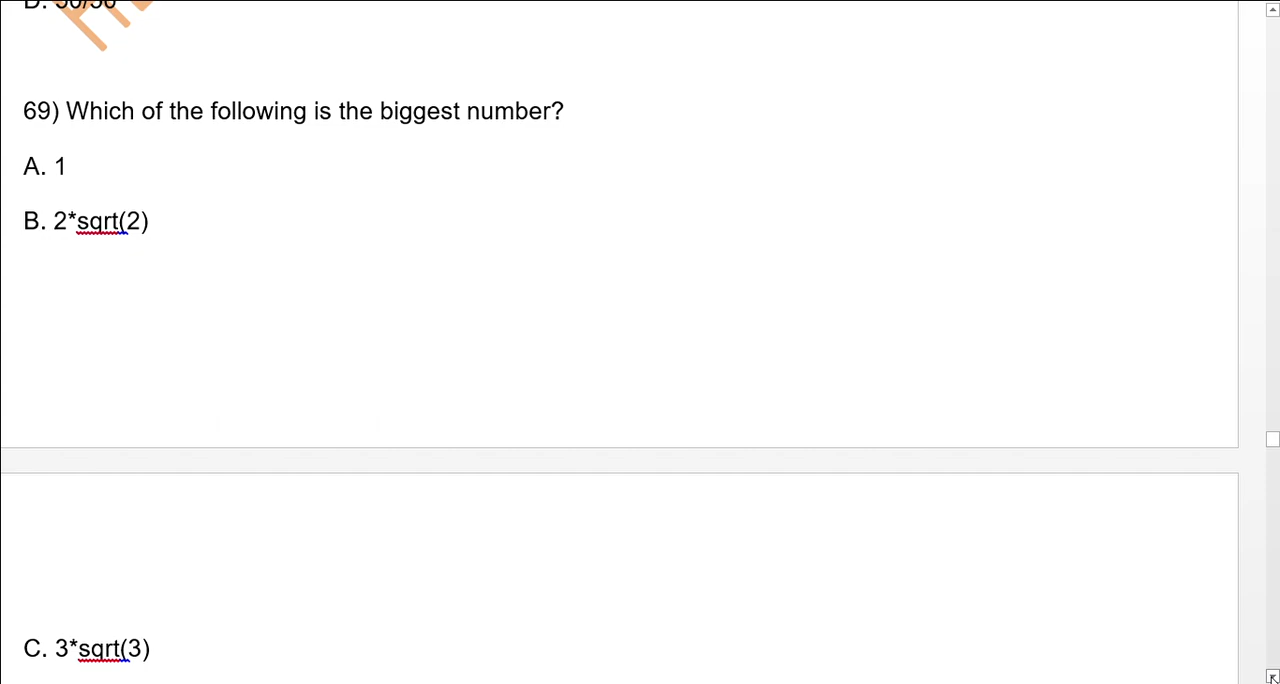 69) Which of the following is the biggest number?
A. 1
B. 2*sqrt(2)
C. 3*sqrt(3)